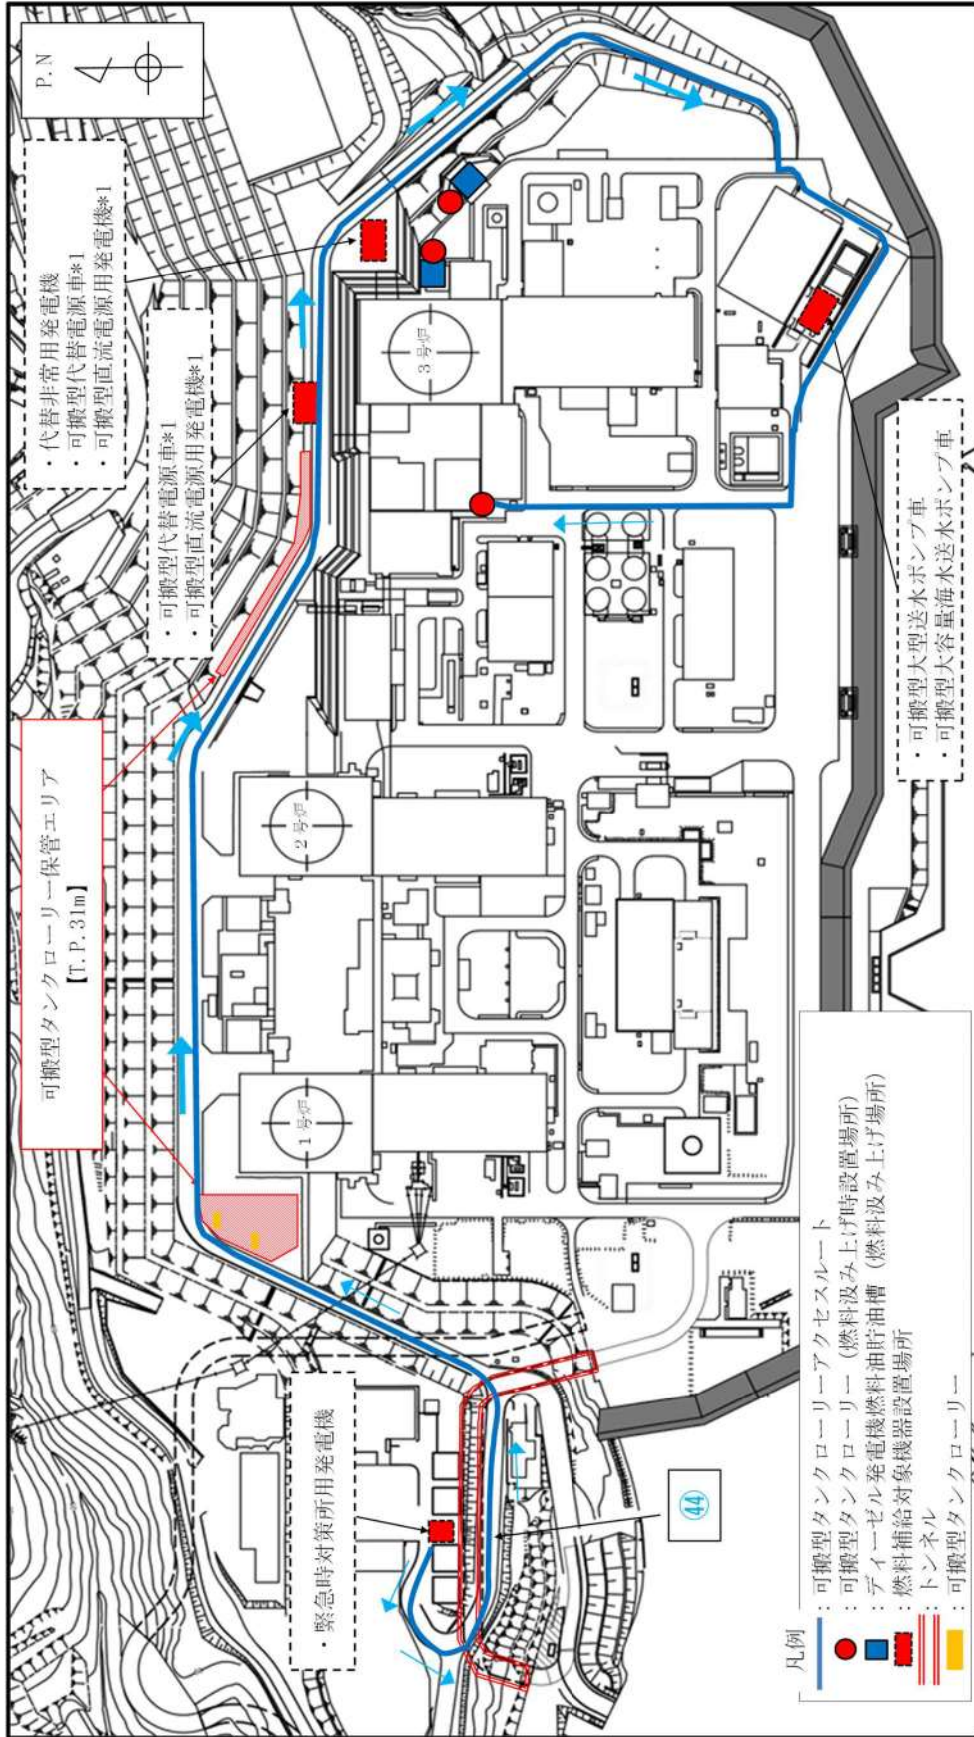 P.N
・代替非常用発電機
・可搬型代替電源車*1
・可搬型直流電源用発電機*1
・可搬型代替電源車*1
・可搬型直流電源用発電機*1
可搬型タンクローリー保管エリア
【T.P.31m】
3号炉
2号炉
1号炉
・緊急時対策所用発電機
㊹
・可搬型大型送水ポンプ車
・可搬型大容量海水送水ポンプ車
凡例
：可搬型タンクローリーアクセスルート
：可搬型タンクローリー（燃料汲み上げ時設置場所）
：ディーゼル発電機燃料油貯油槽（燃料汲み上げ場所）
：燃料補給対象機器設置場所
：トンネル
：可搬型タンクローリー